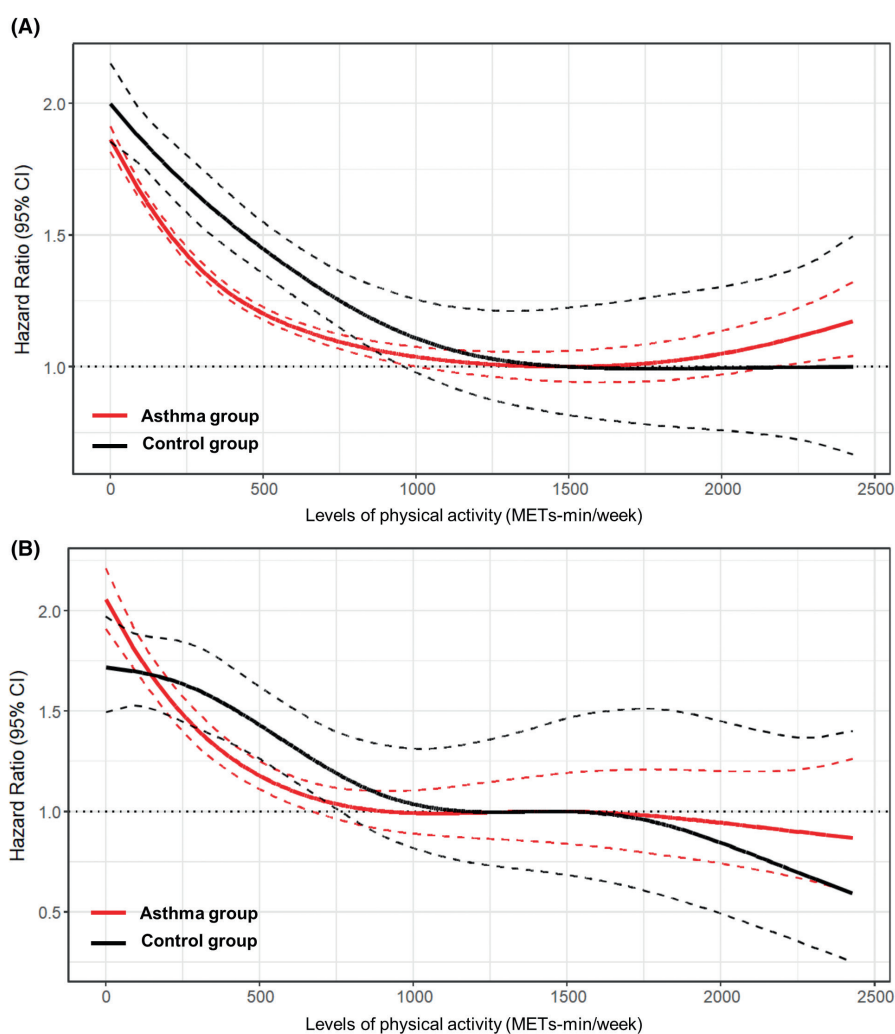 (A)
Hazard Ratio (95% CI)
2.0
1.5
1.0
Asthma group
Control group
0 500 1000 1500 2000 2500
Levels of physical activity (METs-min/week)
(B)
Hazard Ratio (95% CI)
2.0
1.5
1.0
0.5
Asthma group
Control group
0 500 1000 1500 2000 2500
Levels of physical activity (METs-min/week)